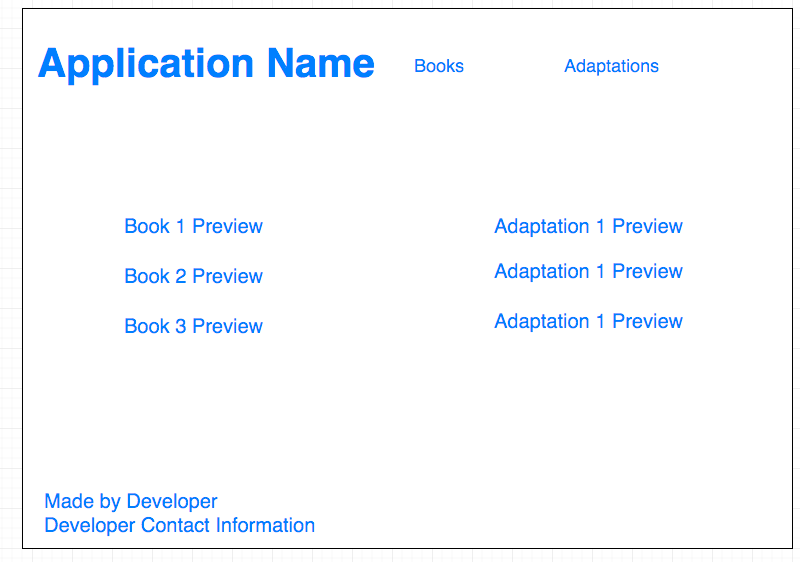 Application Name
Books
Adaptations
Book 1 Preview
Book 2 Preview
Book 3 Preview
Adaptation 1 Preview
Adaptation 1 Preview
Adaptation 1 Preview
Made by Developer
Developer Contact Information